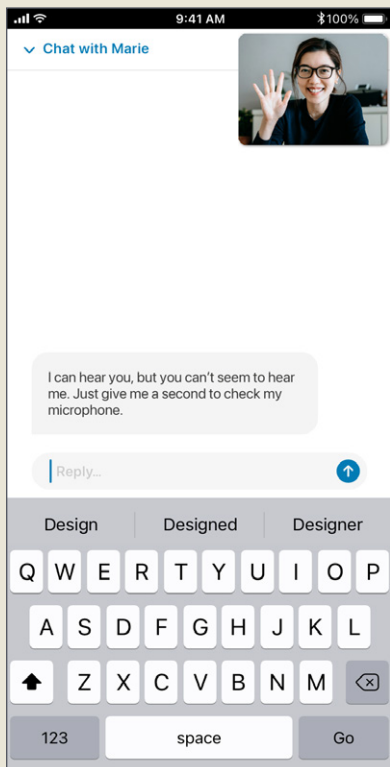 9:41 AM
100%
Chat with Marie
I can hear you, but you can’t seem to hear
me. Just give me a second to check my
microphone.
Reply...
Design Designed Designer
Q W E R T Y U I O P
A S D F G H J K L
Z X C V B N M
123 space Go